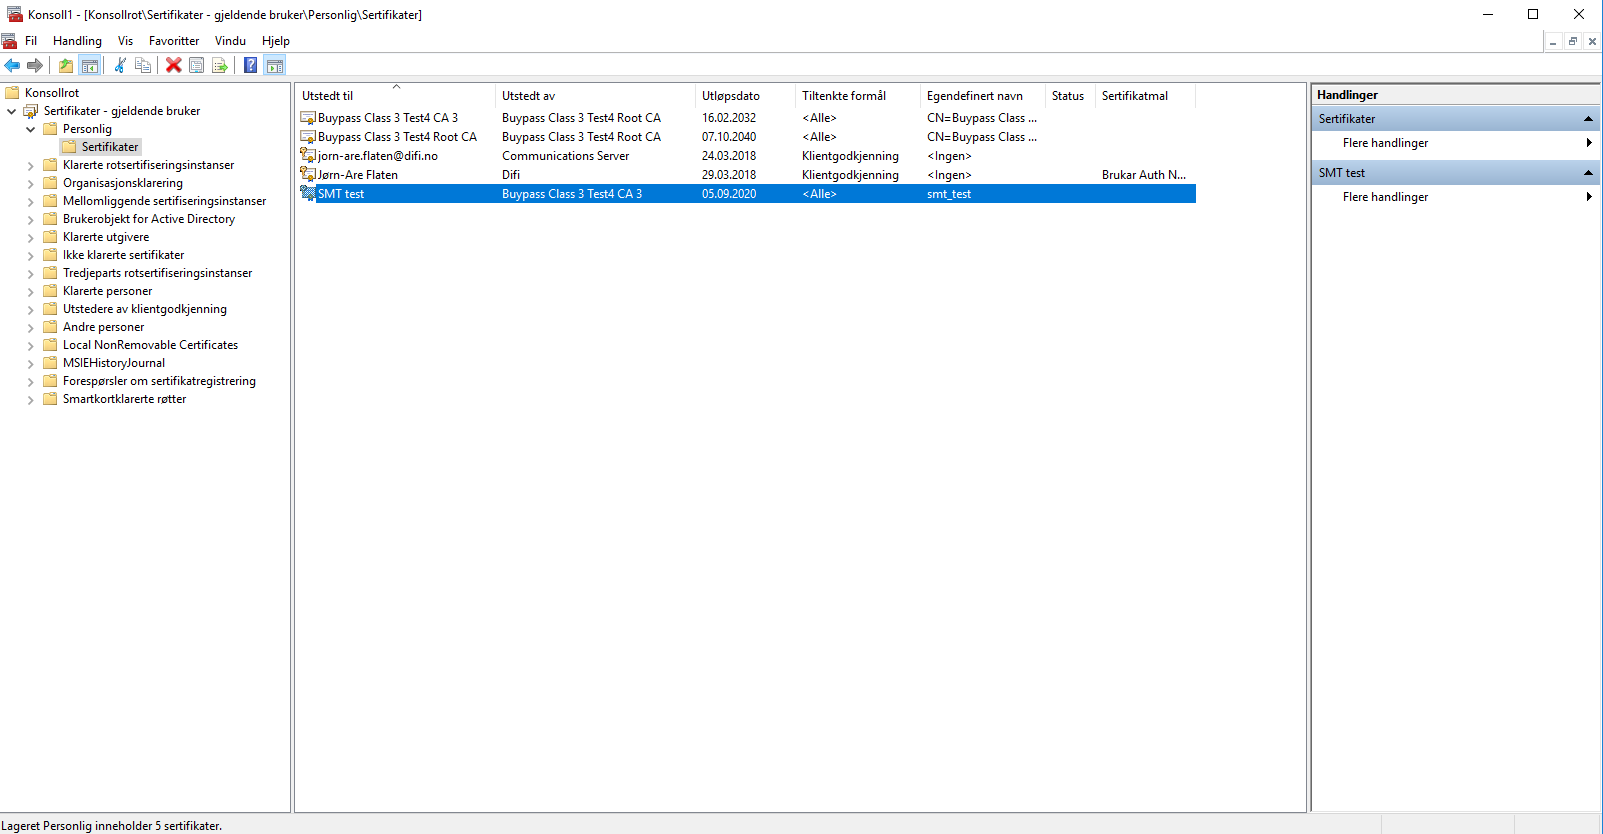 Konsoll1 - [Konsollrot\Sertifikater - gjeldende bruker\Personlig\Sertifikater]
Fil Handling Vis Favoritter Vindu Hjelp
Konsollrot
Sertifikater - gjeldende bruker
Personlig
Sertifikater
Klarerte rotsertifiseringsinstanser
Organisasjonsklarering
Mellomliggende sertifiseringsinstanser
Brukerobjekt for Active Directory
Klarerte utgivere
Ikke klarerte sertifikater
Tredjeparts rotsertifiseringsinstanser
Klarerte personer
Utstedere av klientgodkjenning
Andre personer
Local NonRemovable Certificates
MSIEHistoryJournal
Forespørsler om sertifikatregistrering
Smartkortklarerte røtter
Utstedt til Utstedt av Utløpsdato Tiltenkte formål Egendefinert navn Status Sertifikatmal
Buypass Class 3 Test4 CA 3 Buypass Class 3 Test4 Root CA 16.02.2032 <Alle> CN=Buypass Class ...
Buypass Class 3 Test4 Root CA Buypass Class 3 Test4 Root CA 07.10.2040 <Alle> CN=Buypass Class ...
jorn-are.flaten@difi.no Communications Server 24.03.2018 Klientgodkjenning <Ingen>
Jørn-Are Flaten Difi 29.03.2018 Klientgodkjenning <Ingen> Brukar Auth N...
SMT test Buypass Class 3 Test4 CA 3 05.09.2020 <Alle> smt_test
Handlinger
Sertifikater
Flere handlinger
SMT test
Flere handlinger
Lageret Personlig inneholder 5 sertifikater.